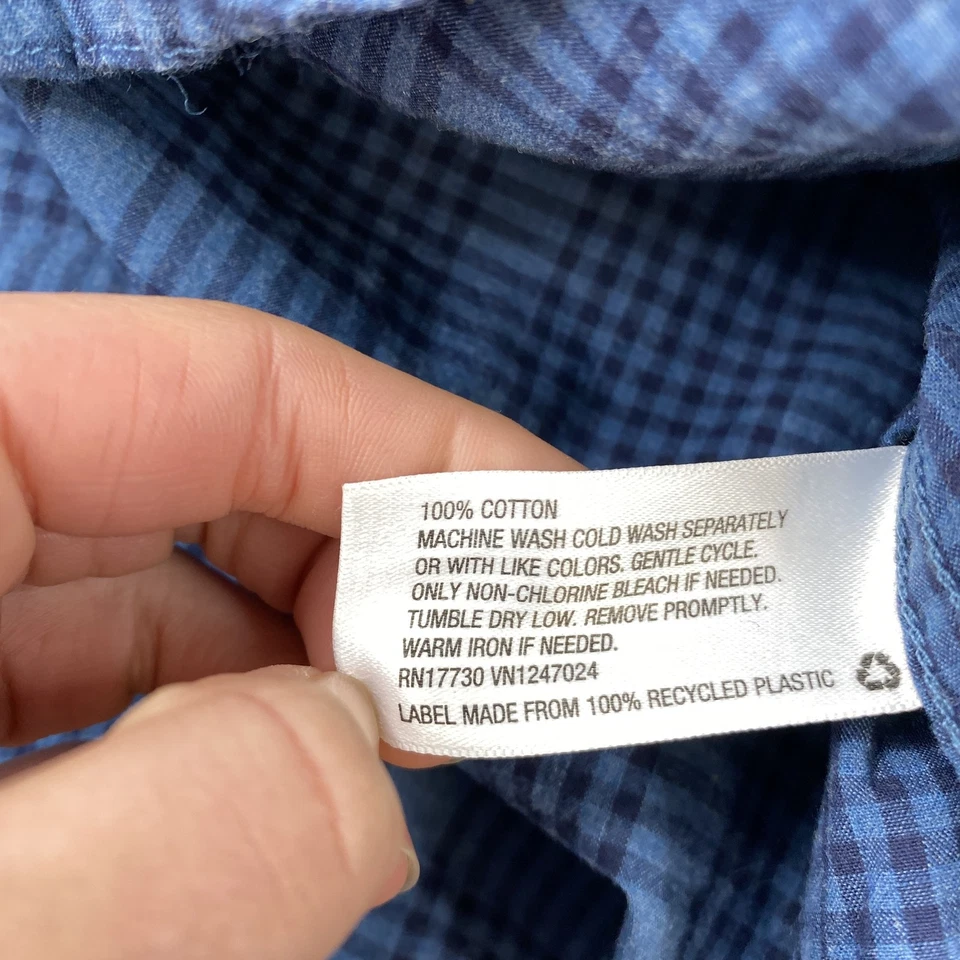 100% COTTON
MACHINE WASH COLD WASH SEPARATELY
OR WITH LIKE COLORS. GENTLE CYCLE.
ONLY NON-CHLORINE BLEACH IF NEEDED.
TUMBLE DRY LOW. REMOVE PROMPTLY.
WARM IRON IF NEEDED.
RN17730 VN1247024
LABEL MADE FROM 100% RECYCLED PLASTIC